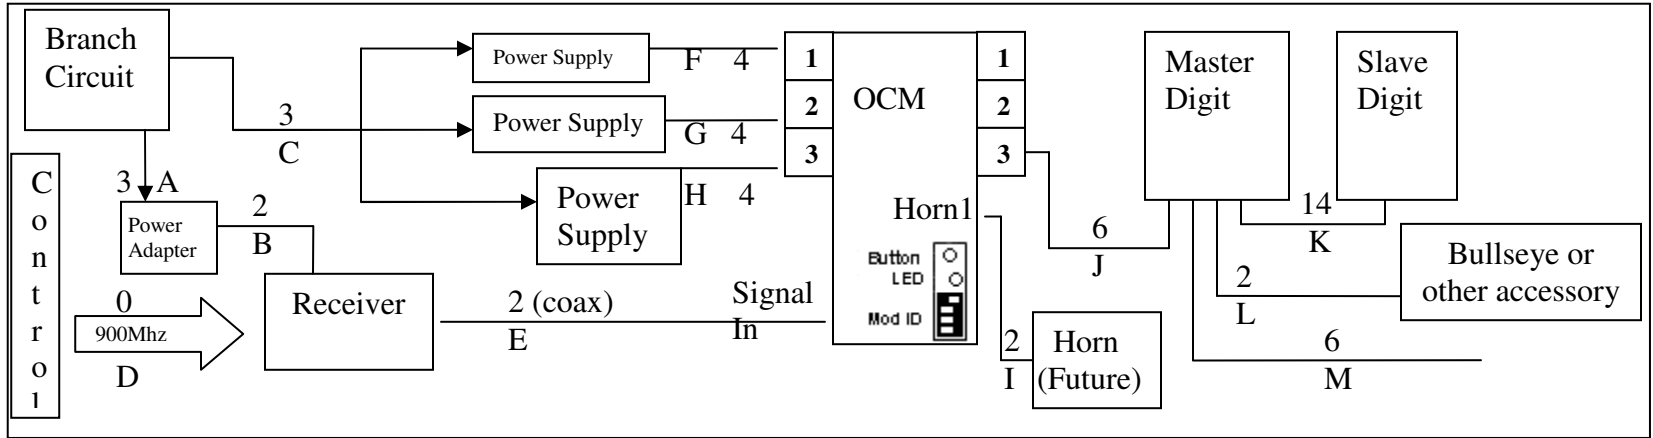 Branch
Circuit
3
C
3 A
Power
Adapter
2
B
Control
0
900Mhz
D
Receiver
2 (coax)
E
Signal
In
Power Supply
F 4
Power Supply
G 4
Power
Supply
H 4
1
2
3
OCM
1
2
3
Horn1
Button
LED
Mod ID
2
I
Horn
(Future)
6
J
Master
Digit
Slave
Digit
14
K
2
L
Bullseye or
other accessory
6
M